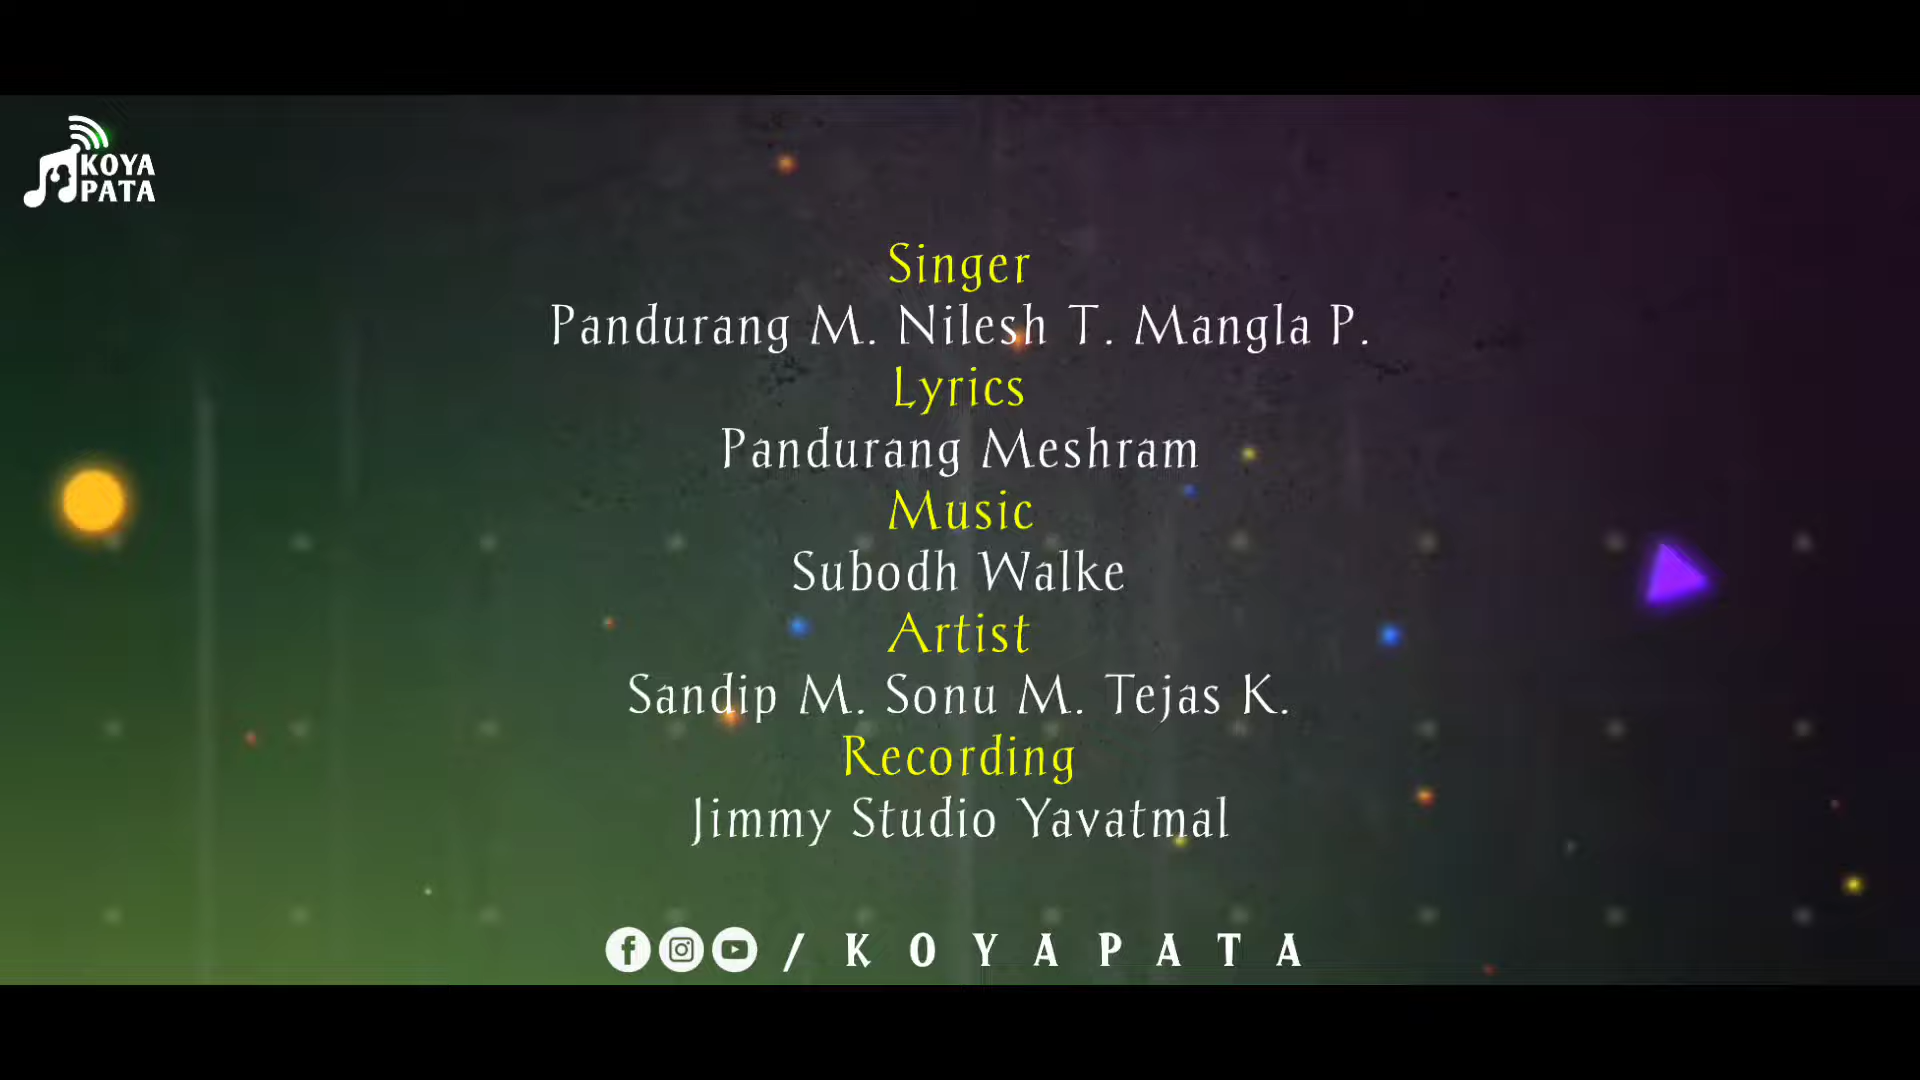 KOYA
PATA
Singer
Pandurang M. Nilesh T. Mangla P.
Lyrics
Pandurang Meshram
Music
Subodh Walke
Artist
Sandip M. Sonu M. Tejas K.
Recording
Jimmy Studio Yavatmal
/ K O Y A P A T A